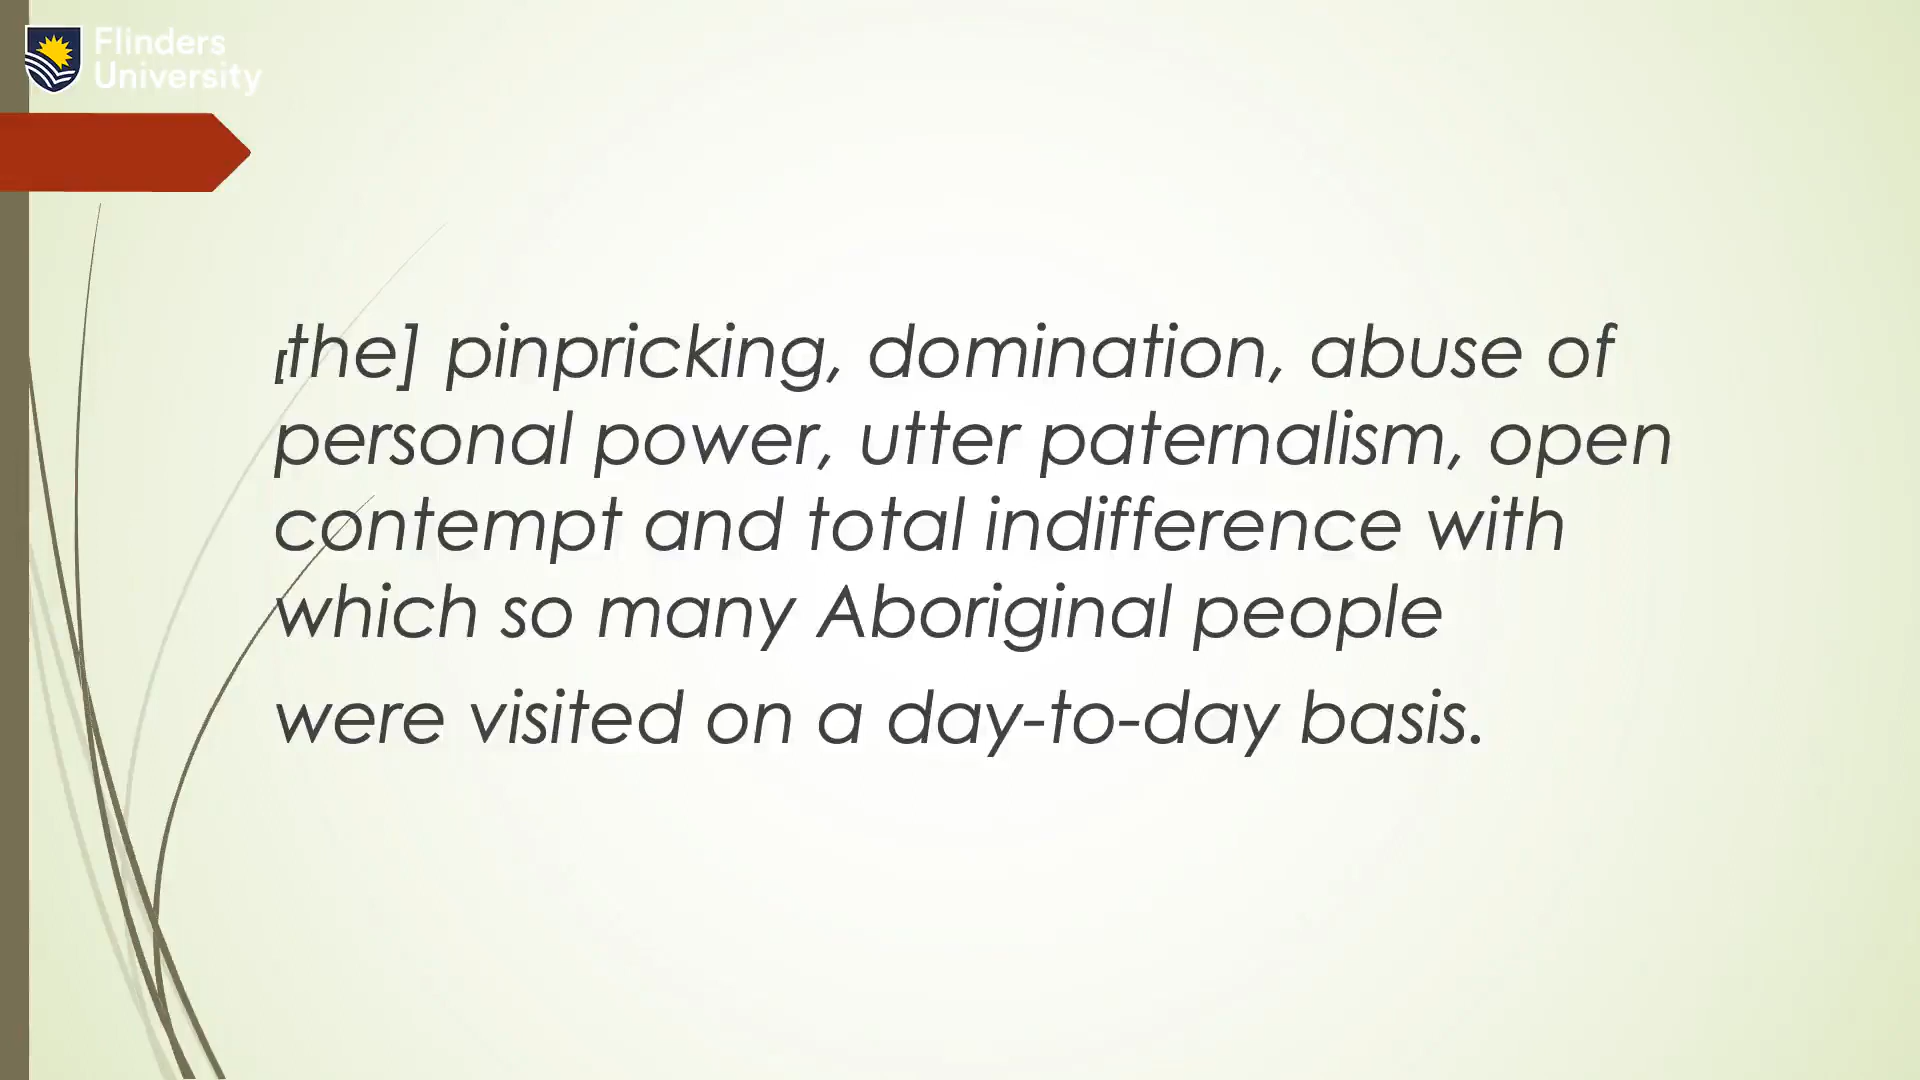 Flinders
University
[the] pinpricking, domination, abuse of
personal power, utter paternalism, open
contempt and total indifference with
which so many Aboriginal people
were visited on a day-to-day basis.